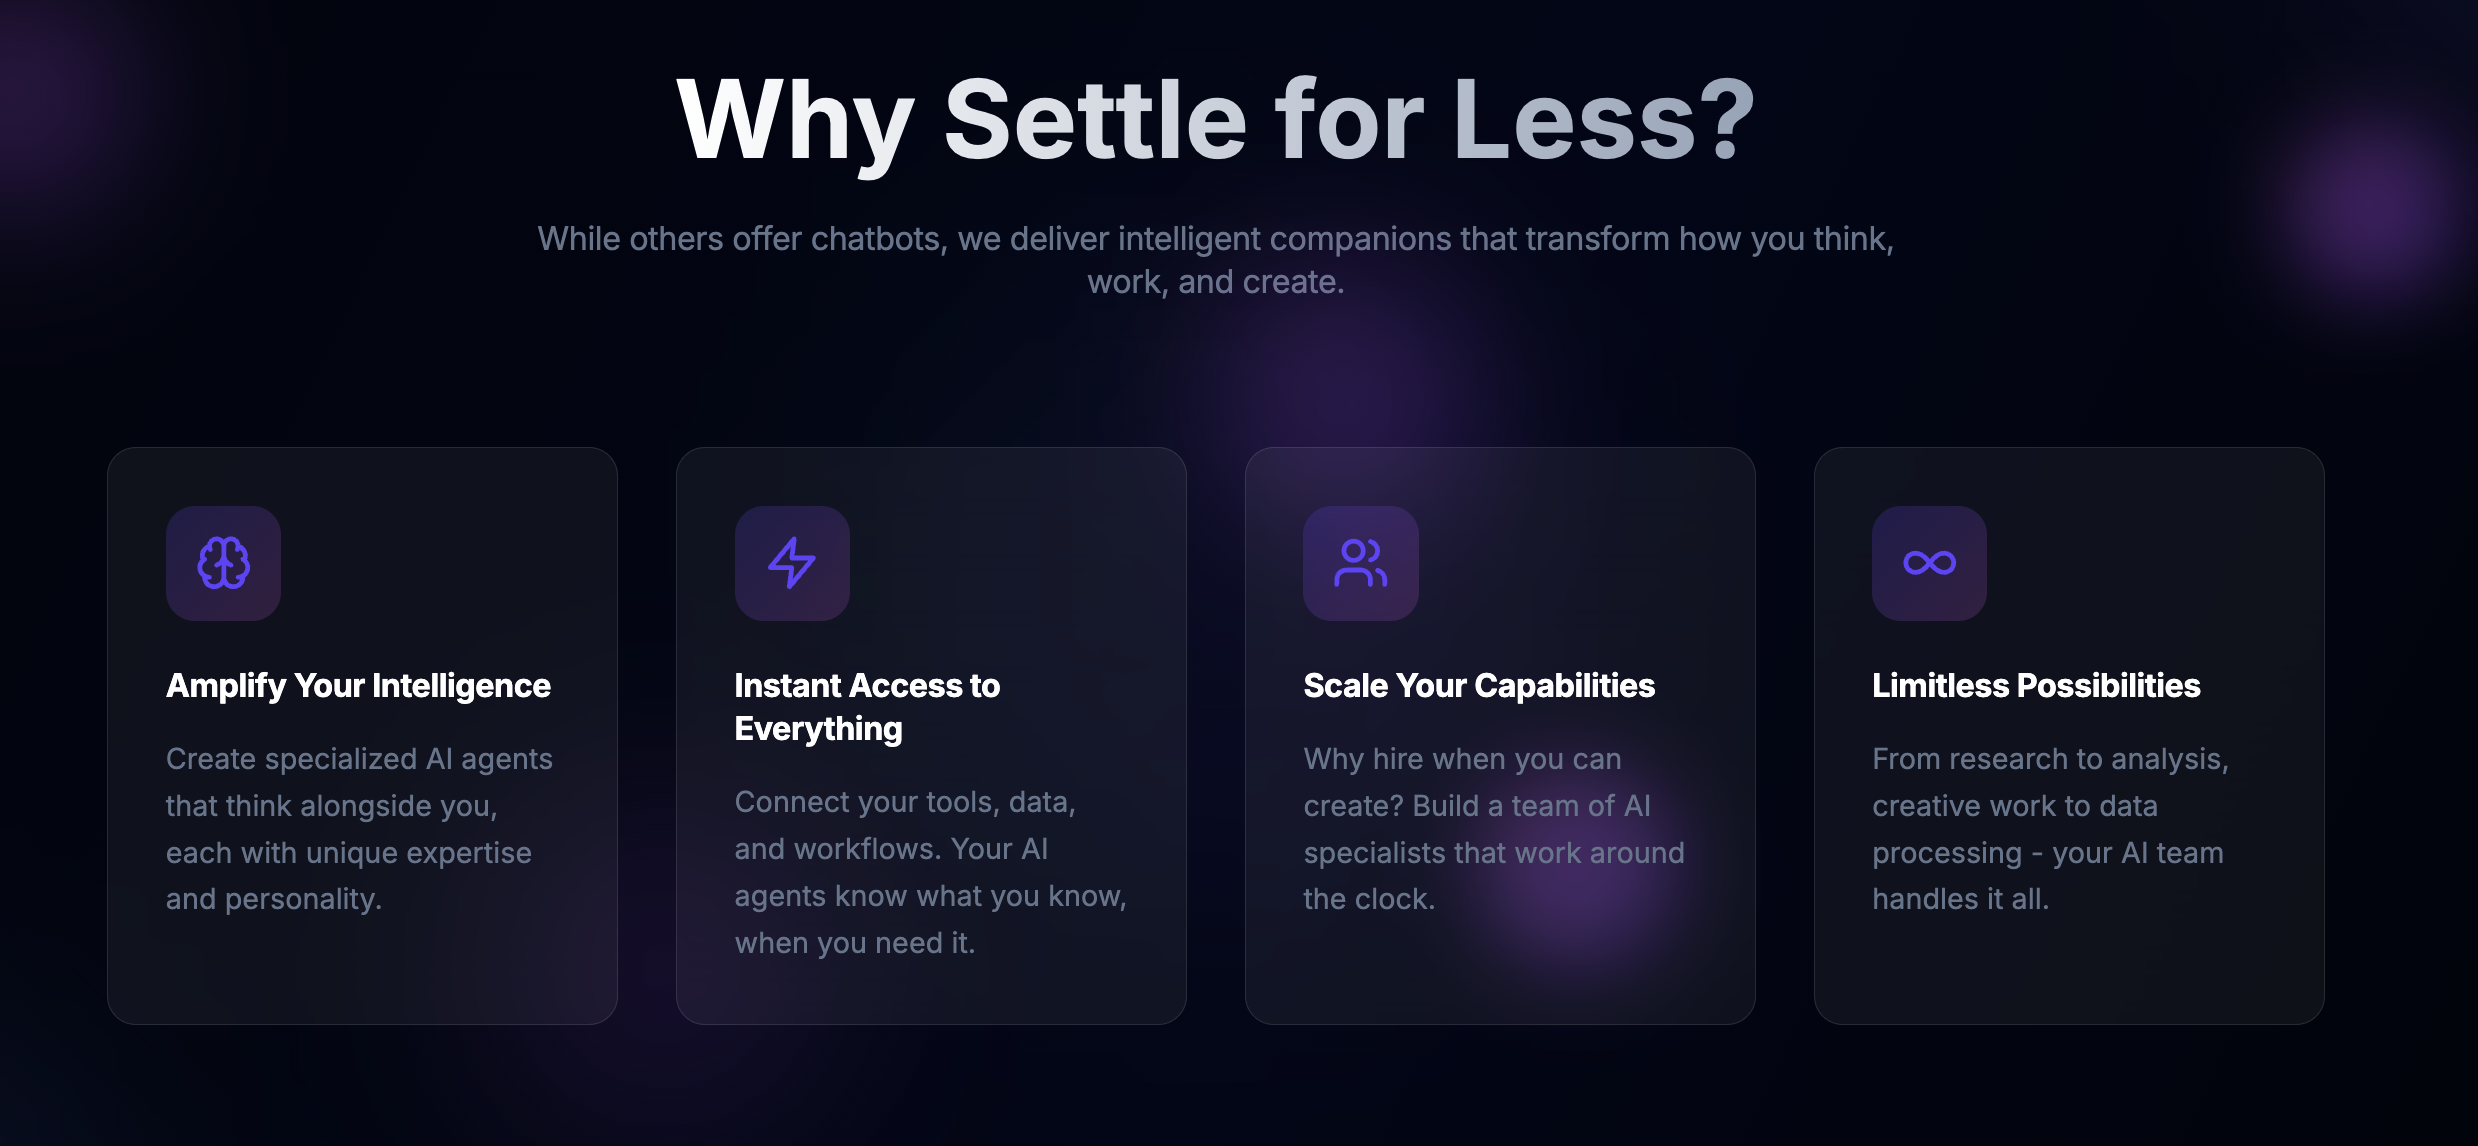 Why Settle for Less?
While others offer chatbots, we deliver intelligent companions that transform how you think,
work, and create.
Amplify Your Intelligence
Create specialized AI agents
that think alongside you,
each with unique expertise
and personality.
Instant Access to
Everything
Connect your tools, data,
and workflows. Your AI
agents know what you know,
when you need it.
Scale Your Capabilities
Why hire when you can
create? Build a team of AI
specialists that work around
the clock.
Limitless Possibilities
From research to analysis,
creative work to data
processing - your AI team
handles it all.